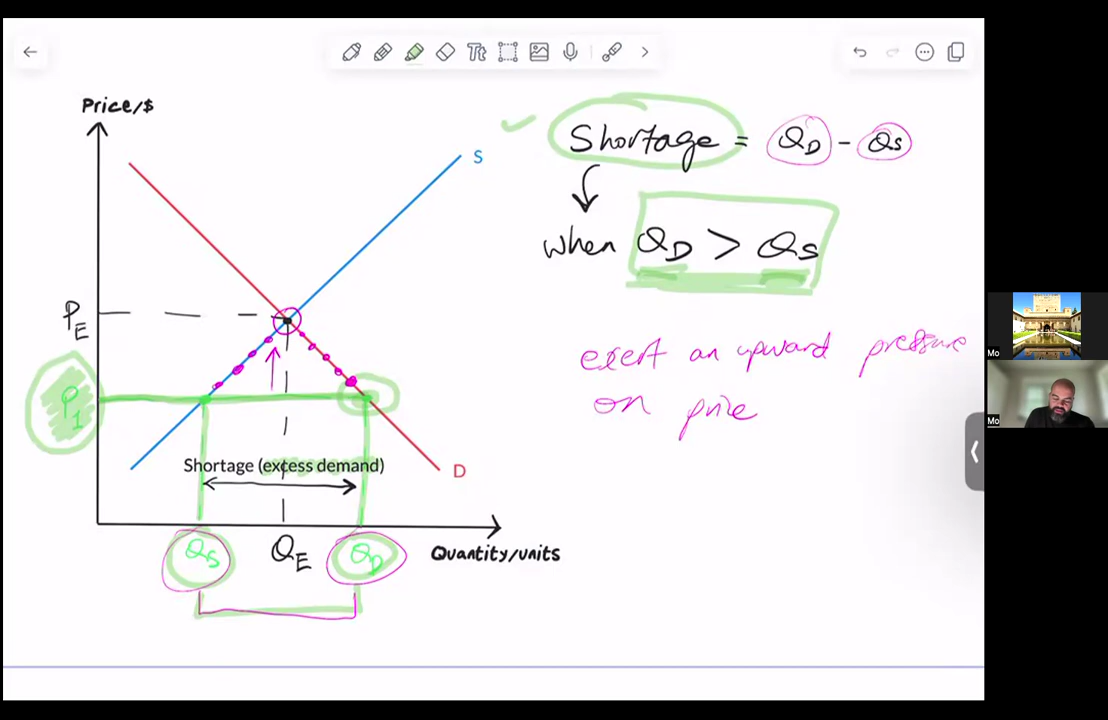 Tt
Price/$
Shortage = QD - QS
S
when QD > QS
PE
exert an upward pressure
on price
P1
Shortage (excess demand)
D
QS QE QD
Quantity/units
Mo
Mo